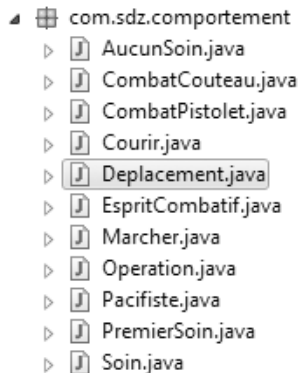 com.sdz.comportement
AucunSoin.java
CombatCouteau.java
CombatPistolet.java
Courir.java
Deplacement.java
EspritCombatif.java
Marcher.java
Operation.java
Pacifiste.java
PremierSoin.java
Soin.java